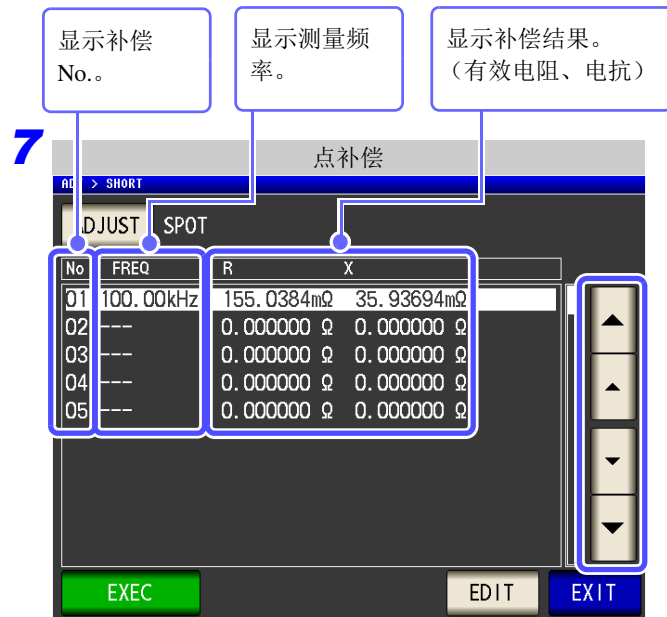 显示补偿
No.。
显示测量频
率。
显示补偿结果。
（有效电阻、电抗）
7
点补偿
> SHORT
DJUST SPOT
No FREQ R X
01 100.00kHz 155.0384mΩ 35.93694mΩ
02 --- 0.000000 Ω 0.000000 Ω
03 --- 0.000000 Ω 0.000000 Ω
04 --- 0.000000 Ω 0.000000 Ω
05 --- 0.000000 Ω 0.000000 Ω
EXEC EDIT EXIT